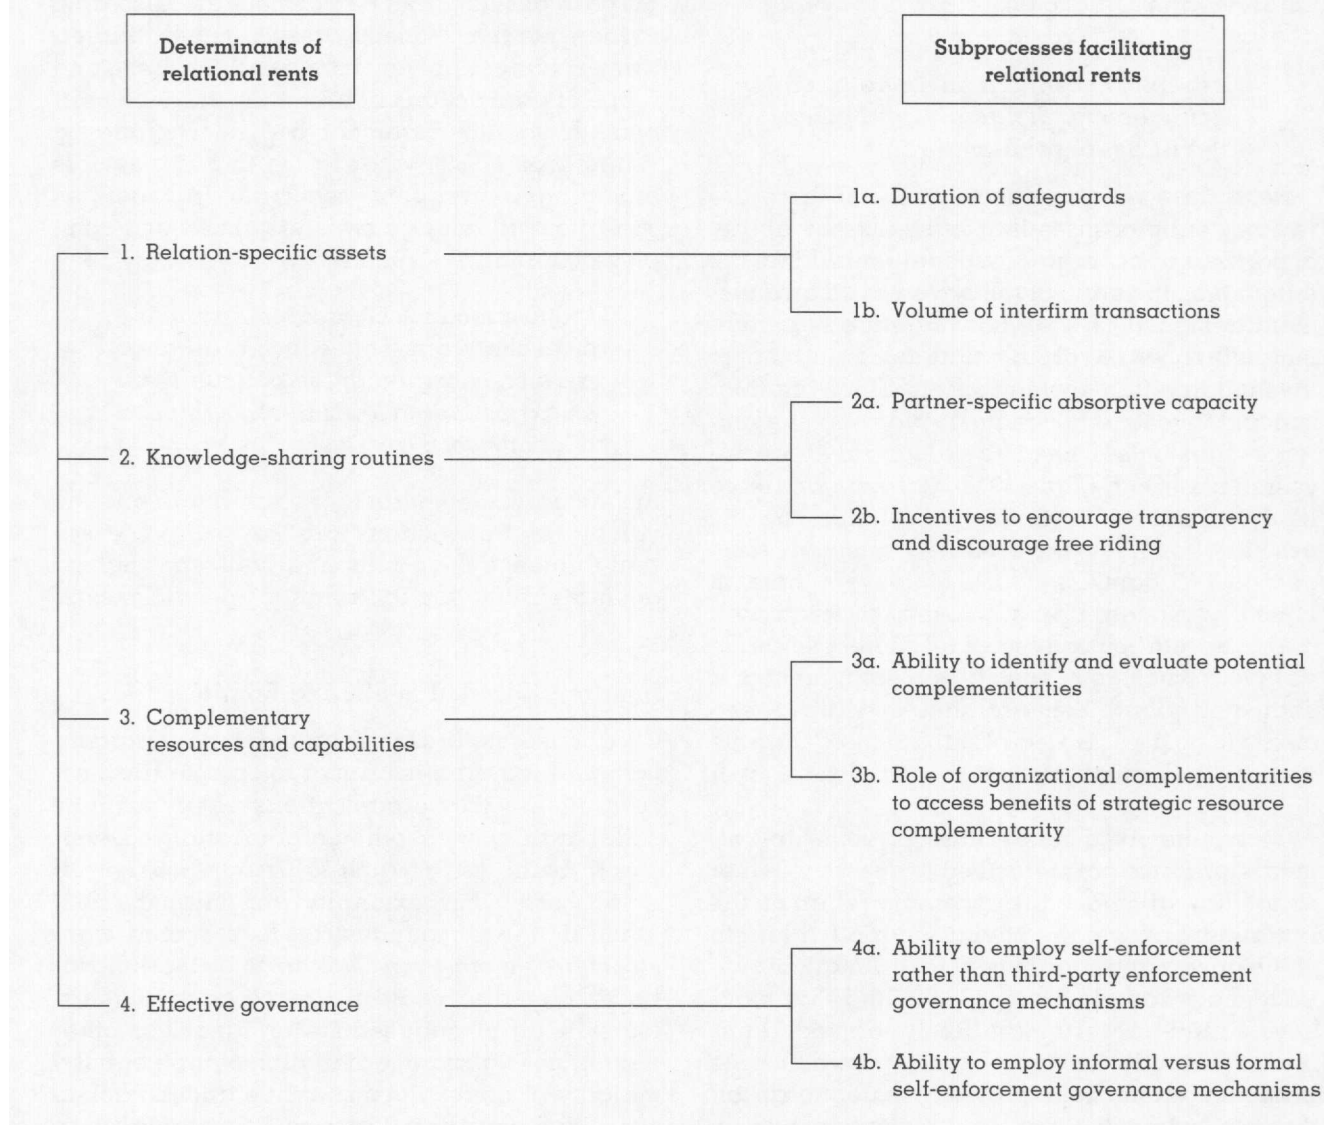 Determinants of
relational rents
Subprocesses facilitating
relational rents
1. Relation-specific assets
1a. Duration of safeguards
1b. Volume of interfirm transactions
2. Knowledge-sharing routines
2a. Partner-specific absorptive capacity
2b. Incentives to encourage transparency
and discourage free riding
3. Complementary
resources and capabilities
3a. Ability to identify and evaluate potential
complementarities
3b. Role of organizational complementarities
to access benefits of strategic resource
complementarity
4. Effective governance
4a. Ability to employ self-enforcement
rather than third-party enforcement
governance mechanisms
4b. Ability to employ informal versus formal
self-enforcement governance mechanisms